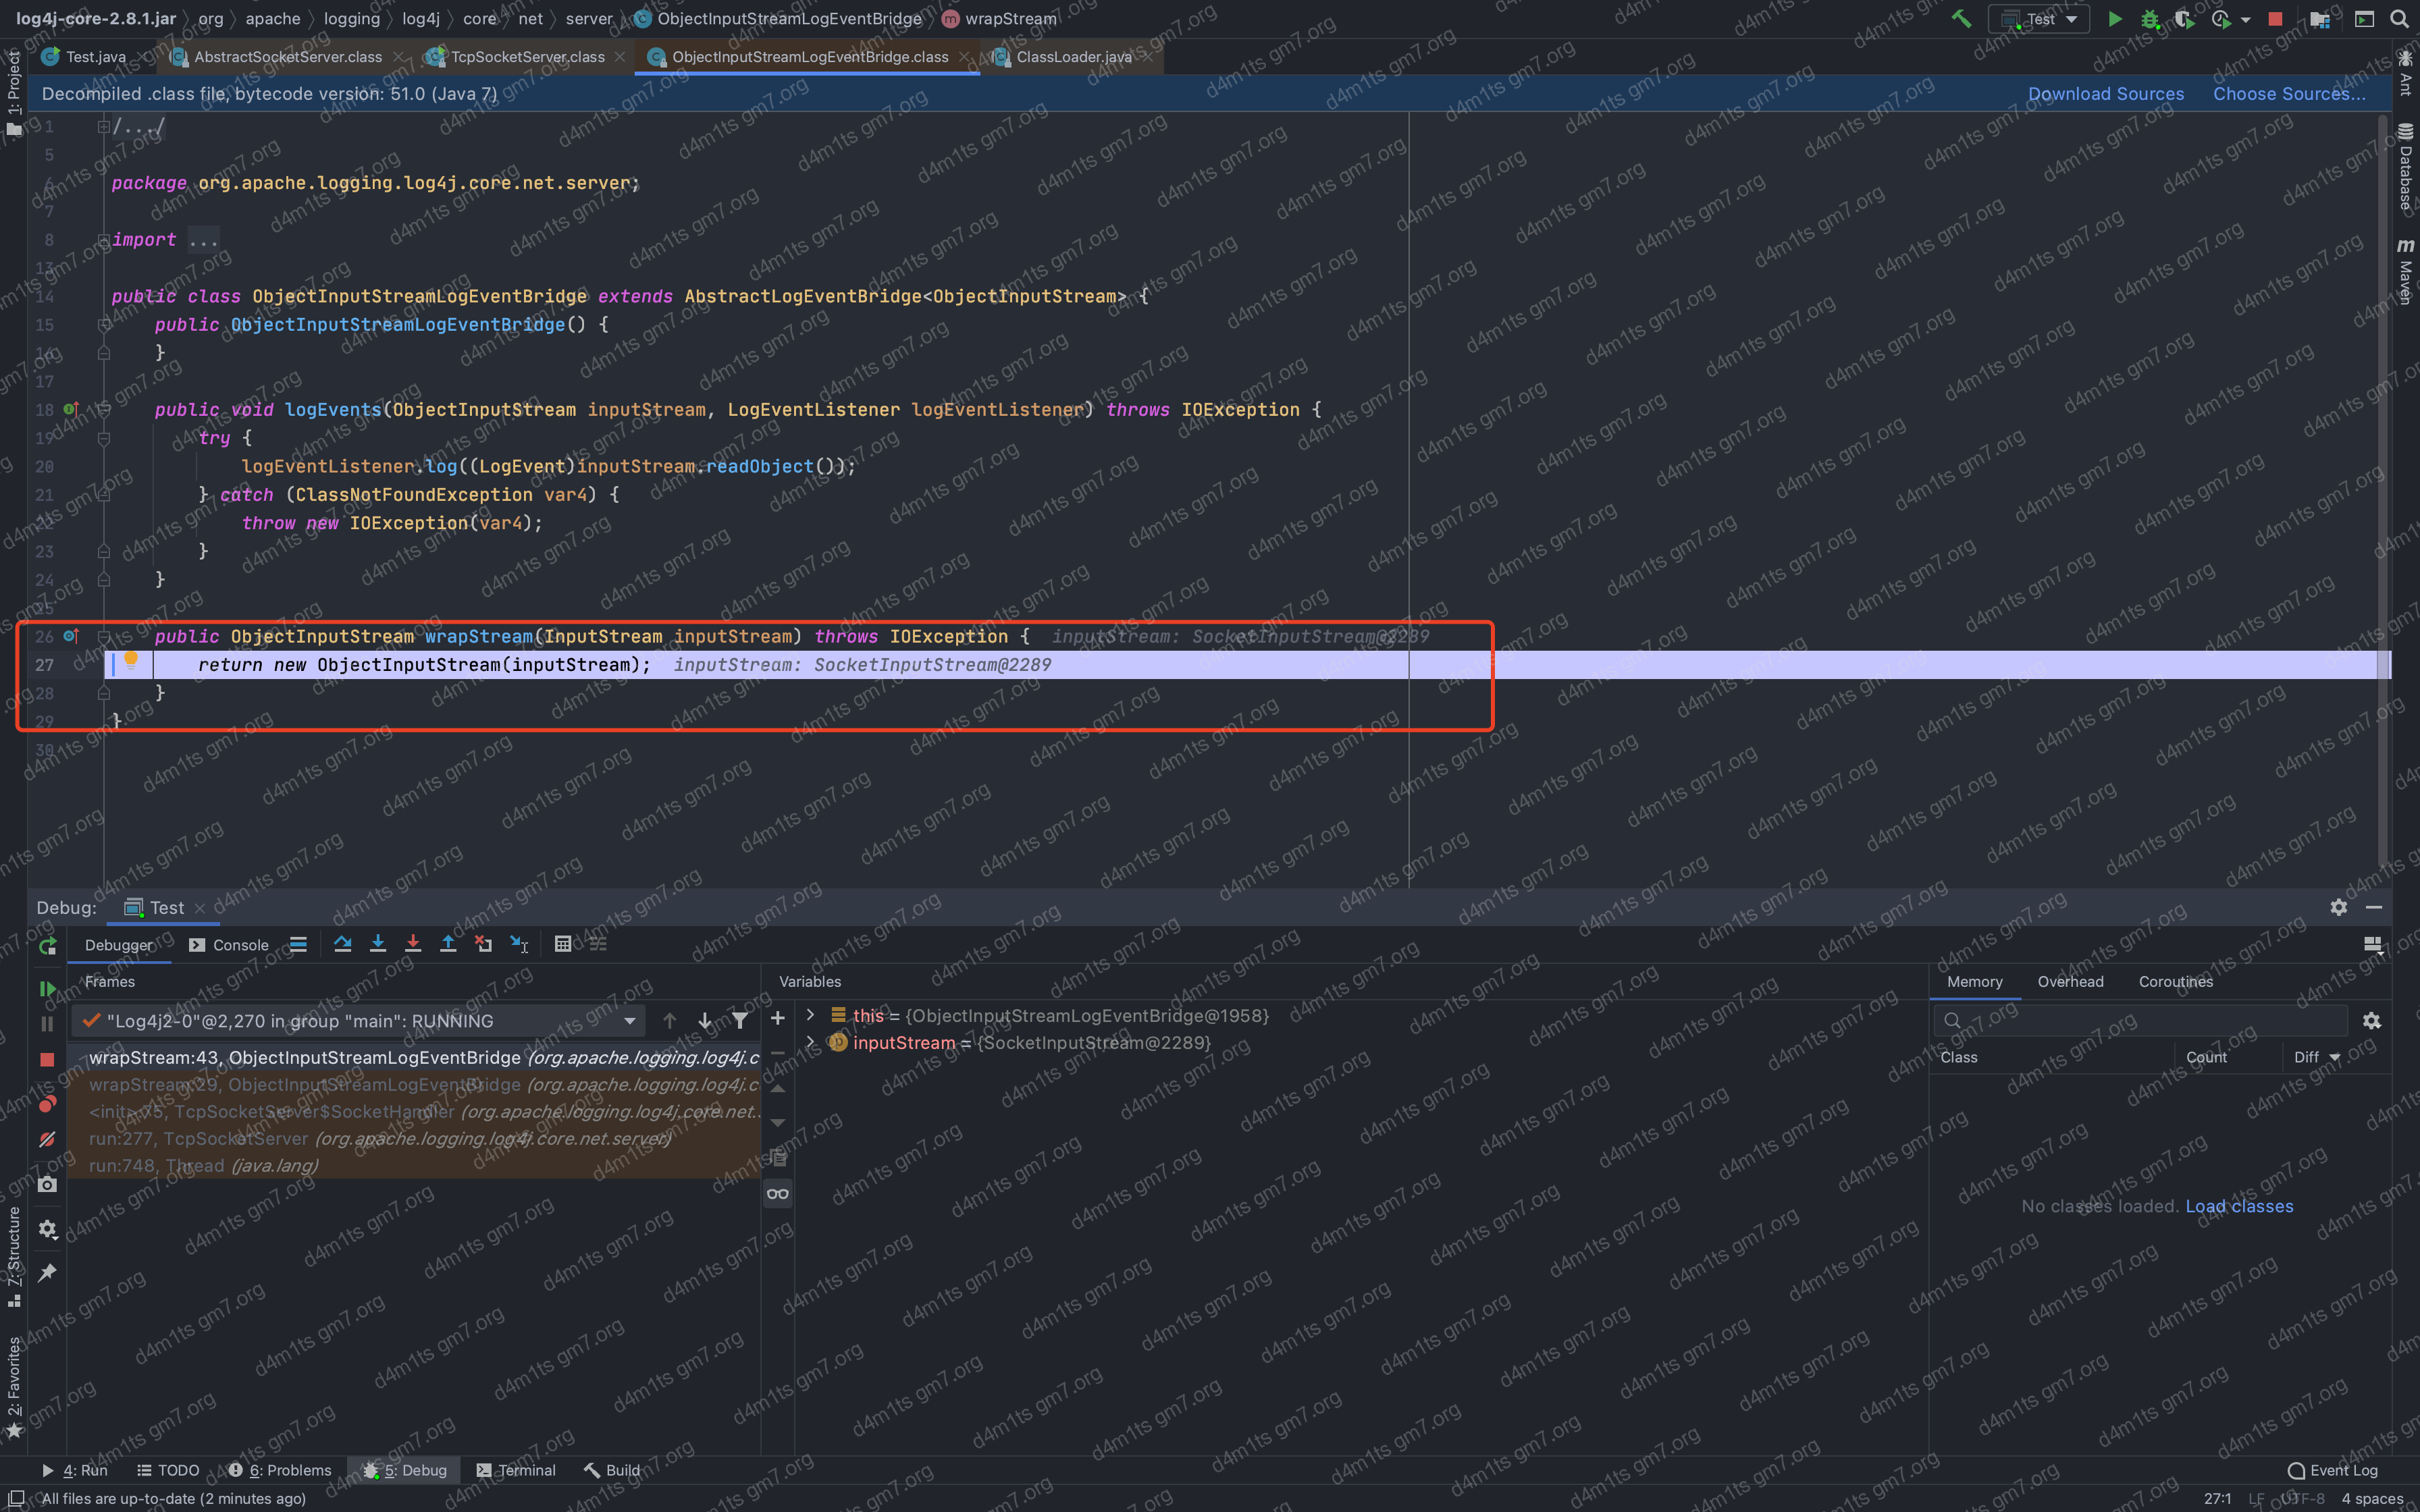 log4j-core-2.8.1.jar org apache logging log4j core net server ObjectInputStreamLogEventBridge wrapStream Test
Test.java AbstractSocketServer.class TcpSocketServer.class ObjectInputStreamLogEventBridge.class ClassLoader.java
Decompiled .class file, bytecode version: 51.0 (Java 7) Download Sources Choose Sources...
1: Project
Ant
Database
Maven
1 /.../
5
6 package org.apache.logging.log4j.core.net.server;
7
8 import ...
13
14 public class ObjectInputStreamLogEventBridge extends AbstractLogEventBridge<ObjectInputStream> {
15 public ObjectInputStreamLogEventBridge() {
16 }
17
18 public void logEvents(ObjectInputStream inputStream, LogEventListener logEventListener) throws IOException {
19 try {
20 logEventListener.log((LogEvent)inputStream.readObject());
21 } catch (ClassNotFoundException var4) {
22 throw new IOException(var4);
23 }
24 }
25
26 public ObjectInputStream wrapStream(InputStream inputStream) throws IOException { inputStream: SocketInputStream@2289
27 return new ObjectInputStream(inputStream); inputStream: SocketInputStream@2289
28 }
29 }
30
Debug: Test
Debugger Console
Frames Variables Memory Overhead Coroutines
"Log4j2-0"@2,270 in group "main": RUNNING
wrapStream:43, ObjectInputStreamLogEventBridge (org.apache.logging.log4j.c
wrapStream:29, ObjectInputStreamLogEventBridge (org.apache.logging.log4j.c
<init>:75, TcpSocketServer$SocketHandler (org.apache.logging.log4j.core.net..
run:277, TcpSocketServer (org.apache.logging.log4j.core.net.server)
run:748, Thread (java.lang)
this = {ObjectInputStreamLogEventBridge@1958}
inputStream = {SocketInputStream@2289}
Class Count Diff
No classes loaded. Load classes
7: Structure
2: Favorites
4: Run TODO 6: Problems 5: Debug Terminal Build Event Log
All files are up-to-date (2 minutes ago) 27:1 LF UTF-8 4 spaces
d4m1ts gm7.org